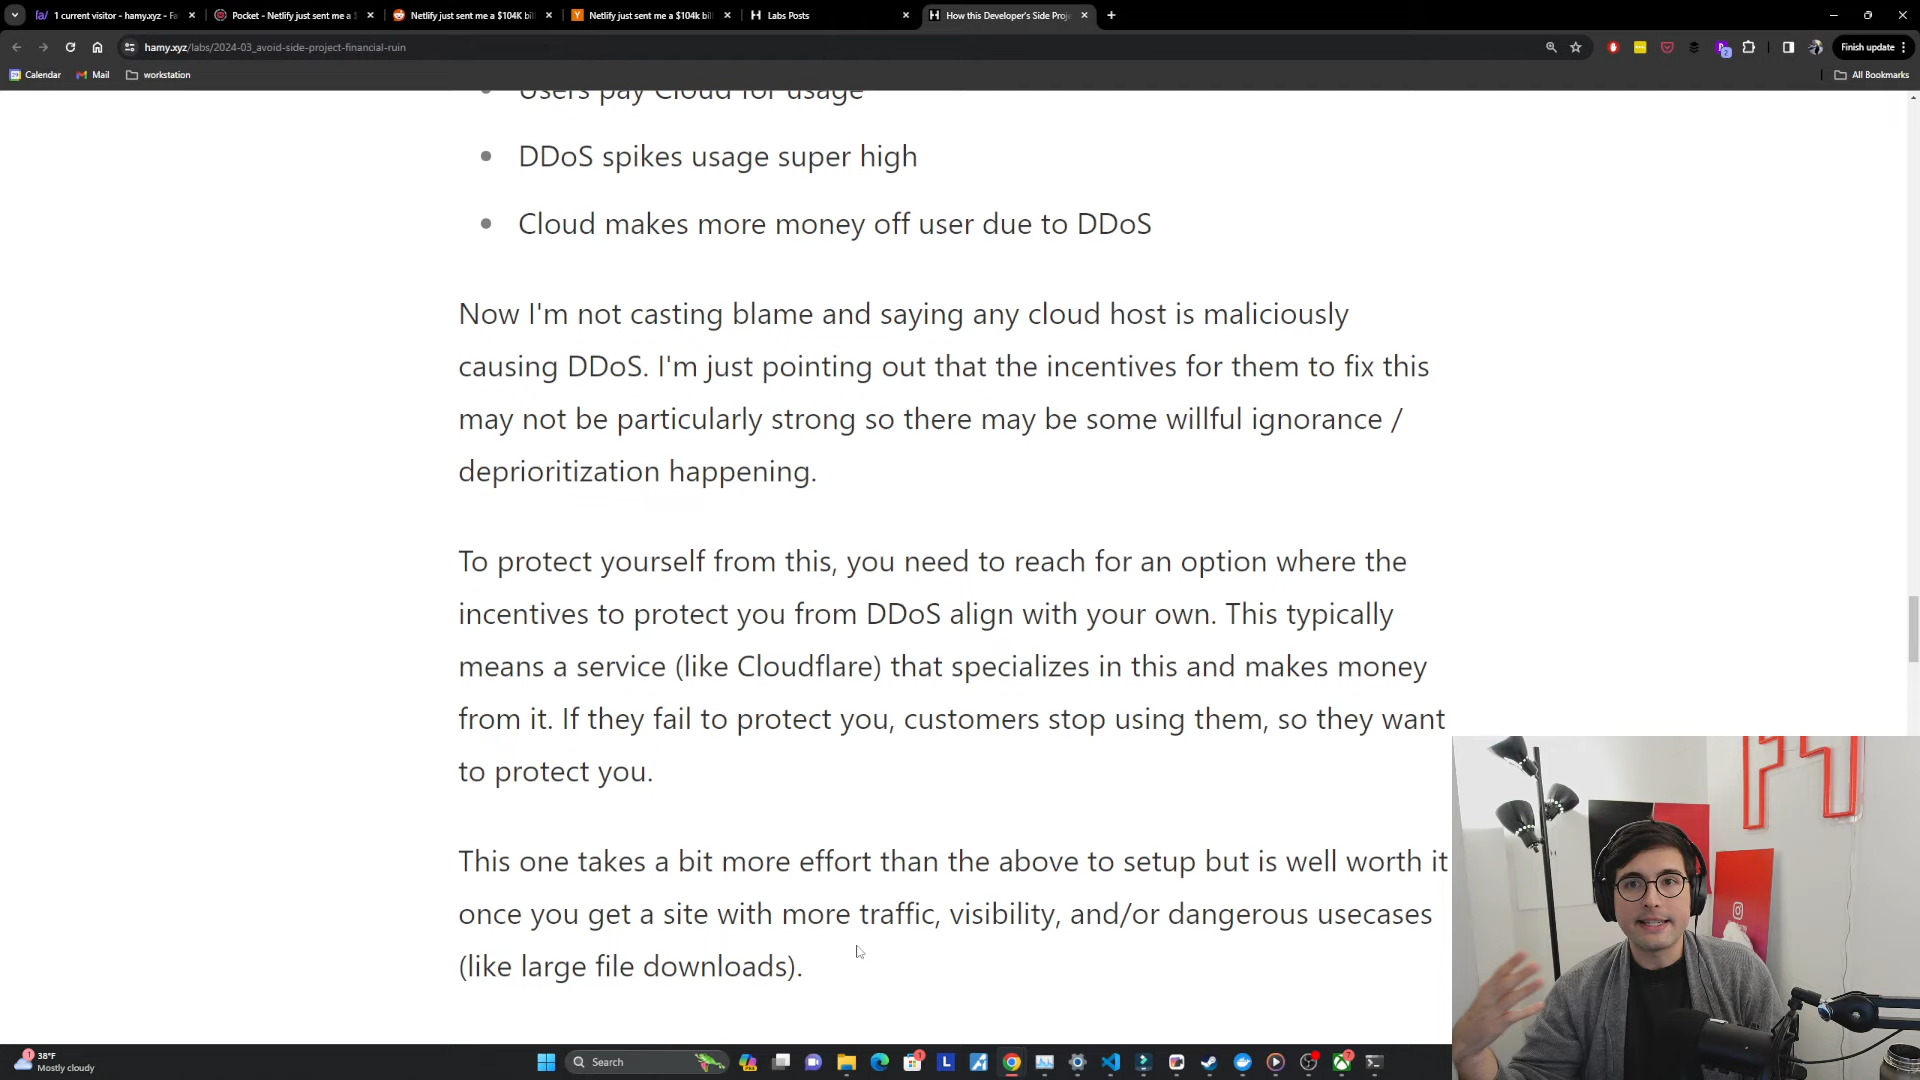 1 current visitor - hamy.xyz - Fa
Pocket - Netlify just sent me a $
Netlify just sent me a $104K bil
Netlify just sent me a $104k bil
Labs Posts
How this Developer's Side Proje
hamy.xyz/labs/2024-03_avoid-side-project-financial-ruin
Finish update
Calendar
Mail
workstation
All Bookmarks
Users pay Cloud for usage
DDoS spikes usage super high
Cloud makes more money off user due to DDoS
Now I'm not casting blame and saying any cloud host is maliciously
causing DDoS. I'm just pointing out that the incentives for them to fix this
may not be particularly strong so there may be some willful ignorance /
deprioritization happening.
To protect yourself from this, you need to reach for an option where the
incentives to protect you from DDoS align with your own. This typically
means a service (like Cloudflare) that specializes in this and makes money
from it. If they fail to protect you, customers stop using them, so they want
to protect you.
This one takes a bit more effort than the above to setup but is well worth it
once you get a site with more traffic, visibility, and/or dangerous usecases
(like large file downloads).
38°F
Mostly cloudy
Search